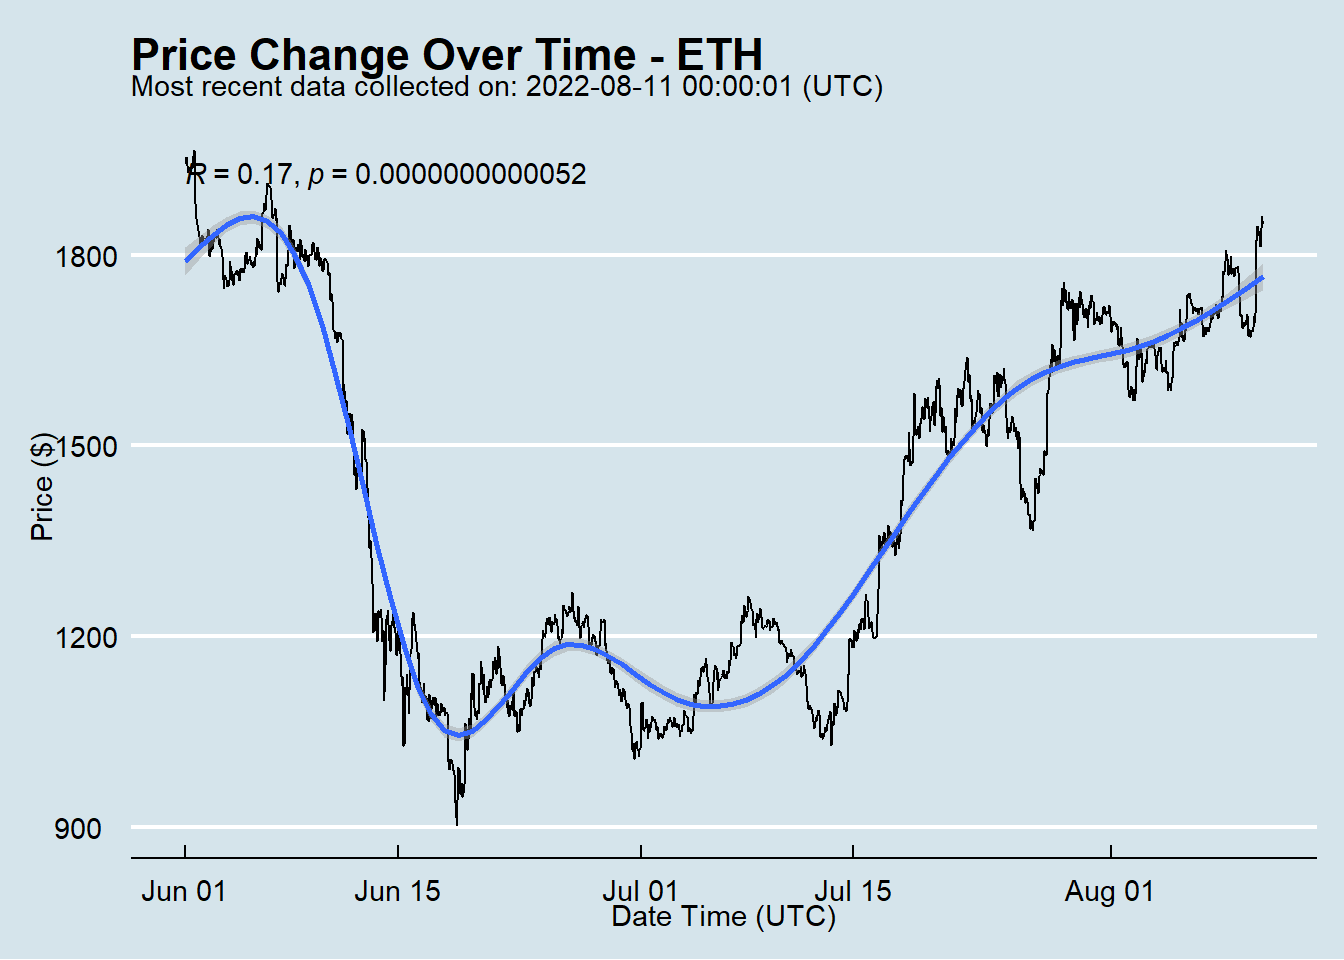 Price Change Over Time - ETH
Most recent data collected on: 2022-08-11 00:00:01 (UTC)
R = 0.17, p = 0.0000000000052
1800
1500
1200
900
Price ($)
Jun 01 Jun 15 Jul 01 Jul 15 Aug 01
Date Time (UTC)